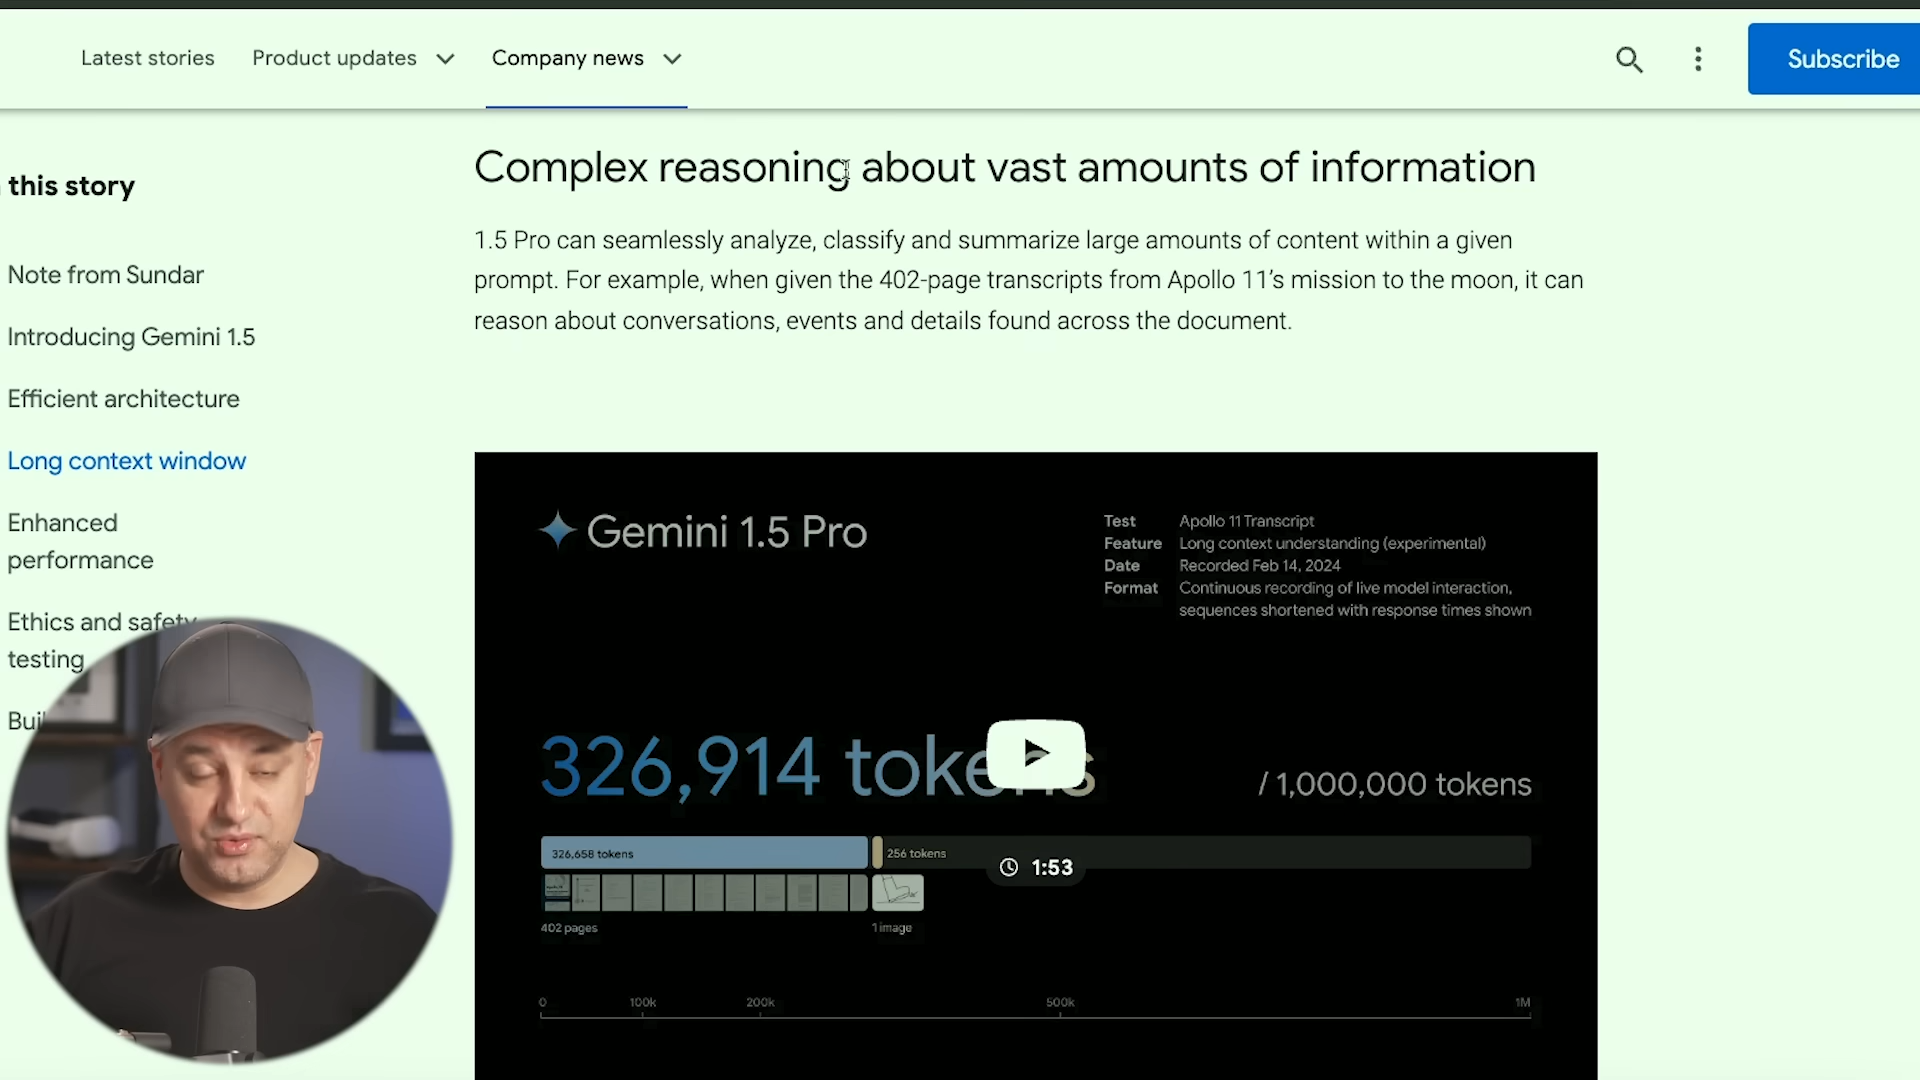 Latest stories
Product updates
Company news
Subscribe
this story
Note from Sundar
Introducing Gemini 1.5
Efficient architecture
Long context window
Enhanced
performance
Ethics and safety
testing
Complex reasoning about vast amounts of information
1.5 Pro can seamlessly analyze, classify and summarize large amounts of content within a given
prompt. For example, when given the 402-page transcripts from Apollo 11’s mission to the moon, it can
reason about conversations, events and details found across the document.
Gemini 1.5 Pro
Test Apollo 11 Transcript
Feature Long context understanding (experimental)
Date Recorded Feb 14, 2024
Format Continuous recording of live model interaction,
sequences shortened with response times shown
326,914 tokens / 1,000,000 tokens
326,658 tokens 256 tokens
1:53
402 pages 1 image
0 100k 200k 500k 1M